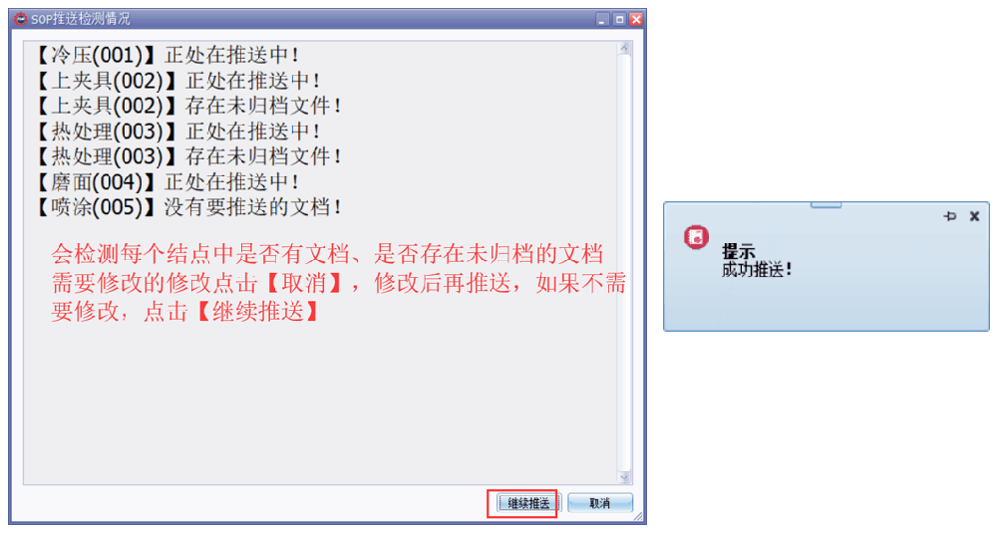 SOP推送检测情况
【冷压(001)】正处在推送中!
【上夹具(002)】正处在推送中!
【上夹具(002)】存在未归档文件!
【热处理(003)】正处在推送中!
【热处理(003)】存在未归档文件!
【磨面(004)】正处在推送中!
【喷涂(005)】没有要推送的文档!
会检测每个结点中是否有文档、是否存在未归档的文档
需要修改的修改点击【取消】,修改后再推送,如果不需
要修改,点击【继续推送】
继续推送
取消
提示
成功推送!